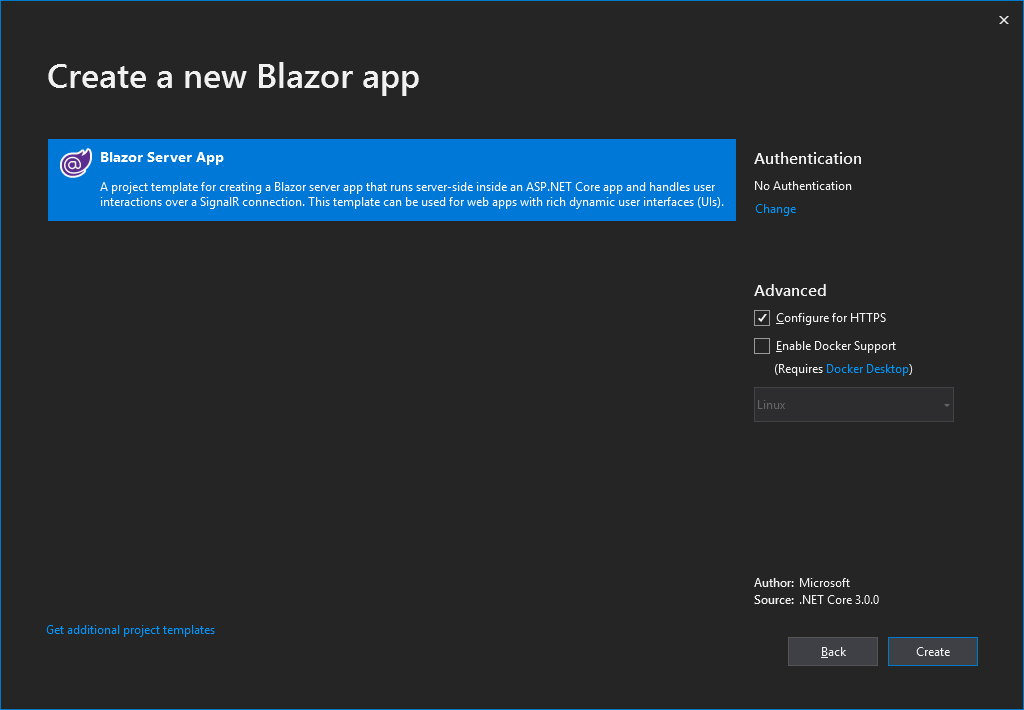 Create a new Blazor app
Blazor Server App
A project template for creating a Blazor server app that runs server-side inside an ASP.NET Core app and handles user
interactions over a SignalR connection. This template can be used for web apps with rich dynamic user interfaces (UIs).
Authentication
No Authentication
Change
Advanced
Configure for HTTPS
Enable Docker Support
(Requires Docker Desktop)
Linux
Author: Microsoft
Source: .NET Core 3.0.0
Get additional project templates
Back
Create